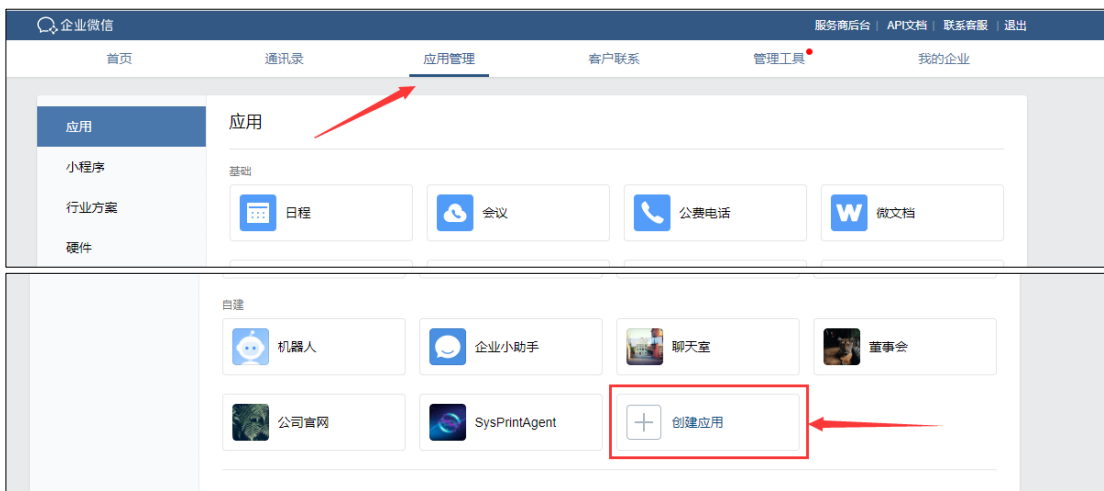 企业微信 服务商后台 | API文档 | 联系客服 | 退出
首页 通讯录 应用管理 客户联系 管理工具 我的企业
应用 应用
小程序 基础
行业方案 日程 会议 公费电话 W 微文档
硬件
自建
机器人 企业小助手 聊天室 董事会
公司官网 SysPrintAgent 创建应用